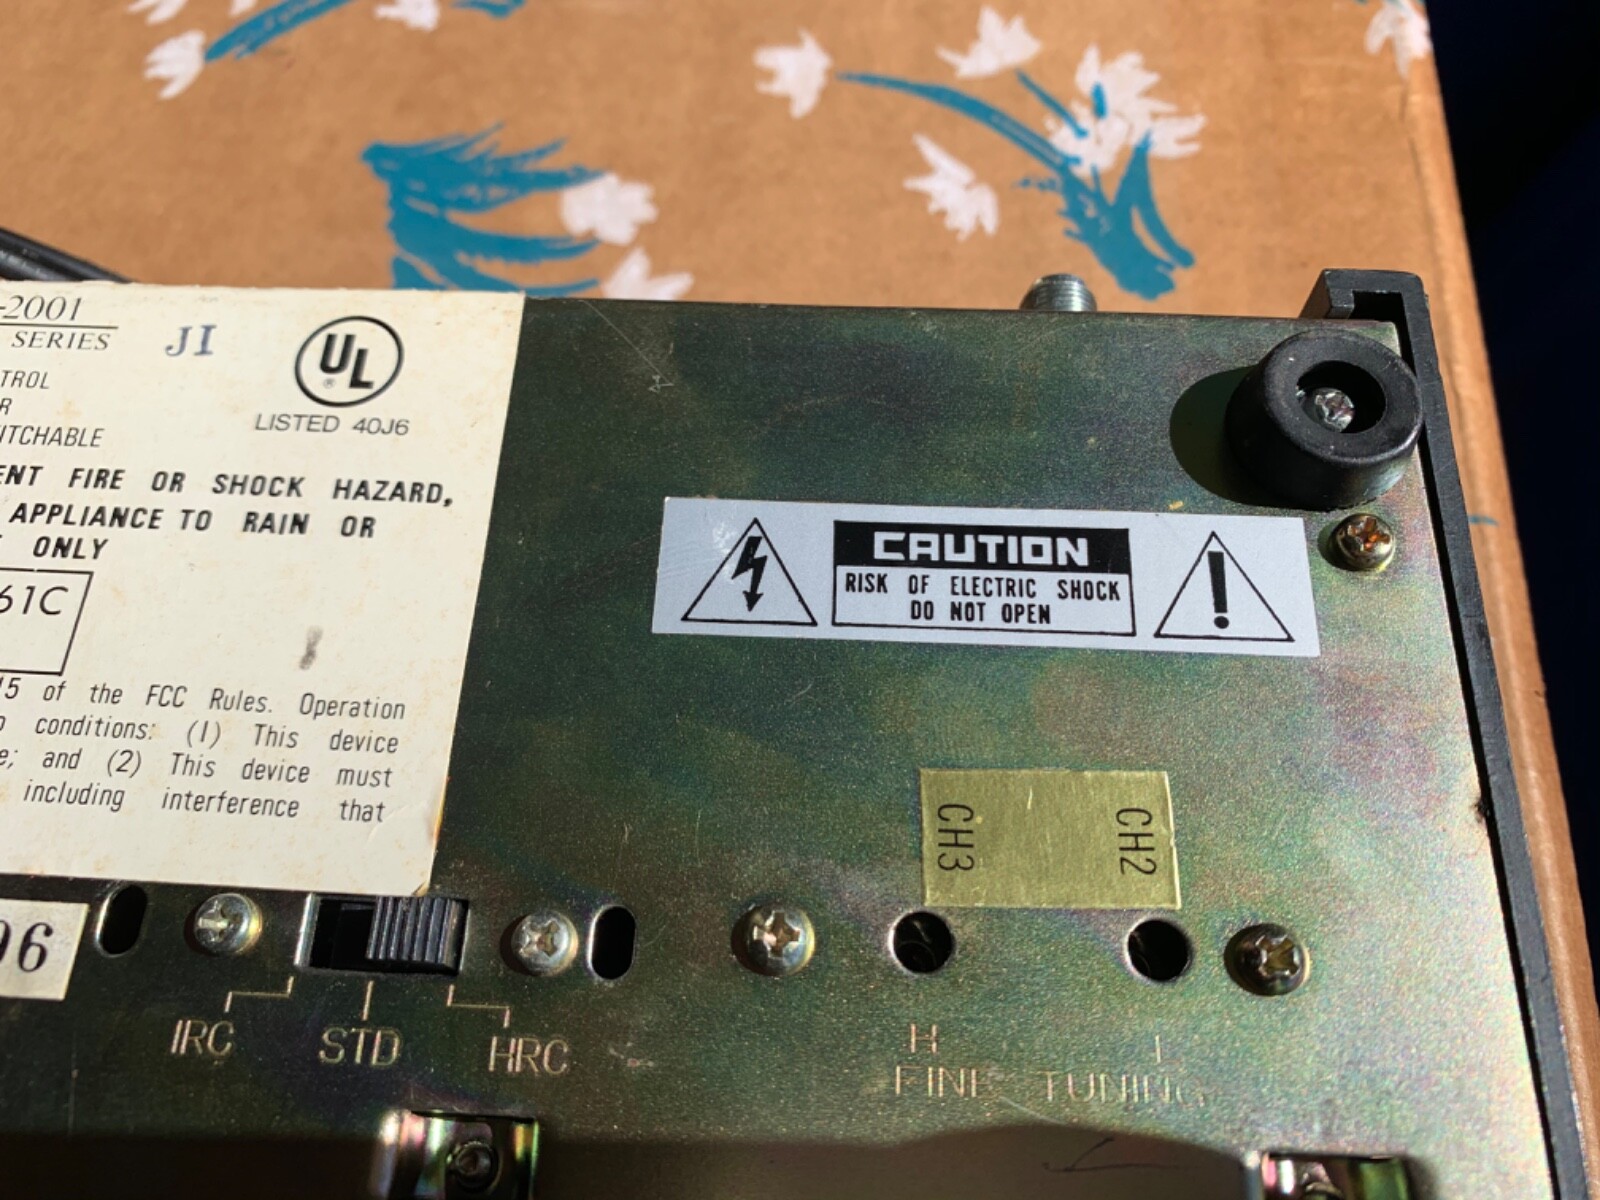 -2001
SERIES
JI
UL
®
LISTED 40J6
TROL
R
ITCHABLE
ENT FIRE OR SHOCK HAZARD,
APPLIANCE TO RAIN OR
ONLY
61C
15 of the FCC Rules. Operation
o conditions: (1) This device
e; and (2) This device must
including interference that
96
CAUTION
RISK OF ELECTRIC SHOCK
DO NOT OPEN
CH3
CH2
IRC STD HRC
H L
FINE TUNING